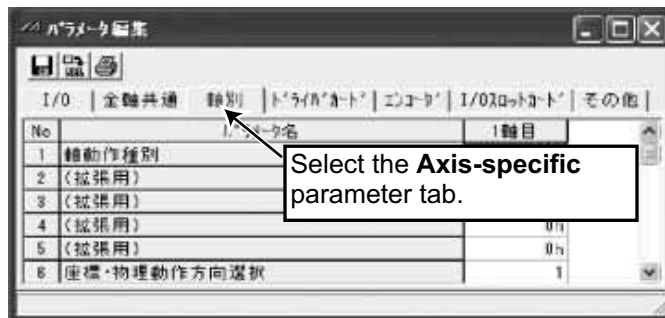 パラメータ編集
I/O 全軸共通 軸別 ドライバカード エンコーダ I/Oスロットカード その他
No パラメータ名 1軸目
1 軸動作種別
2 (拡張用)
3 (拡張用)
4 (拡張用) 0h
5 (拡張用) 0h
6 座標・物理動作方向選択 1
Select the Axis-specific
parameter tab.